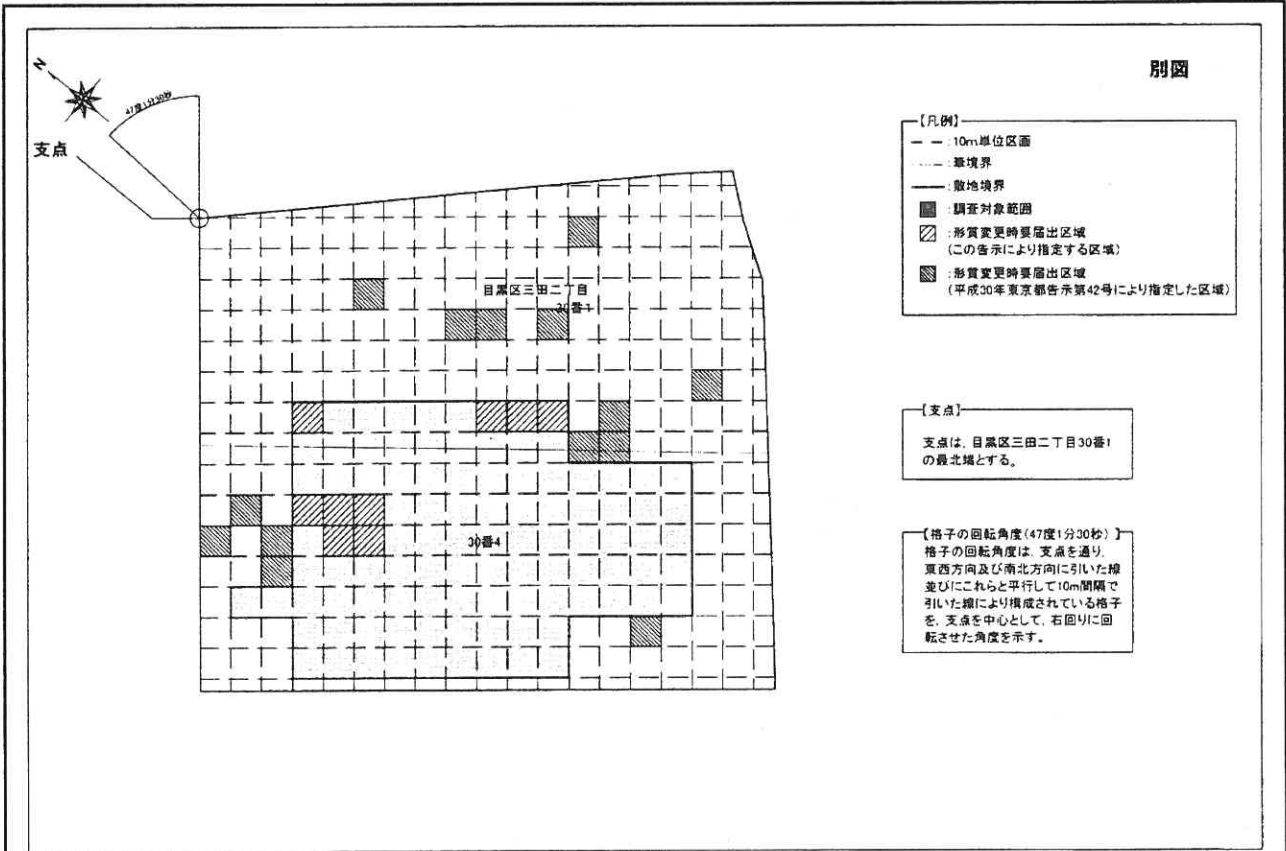 別図
N
47度1分30秒
支点
【凡例】
:10m単位区画
:筆境界
:敷地境界
:調査対象範囲
:形質変更時要届出区域
(この告示により指定する区域)
:形質変更時要届出区域
(平成30年東京都告示第42号により指定した区域)
目黒区三田二丁目
30番1
30番4
【支点】
支点は、目黒区三田二丁目30番1
の最北端とする。
【格子の回転角度(47度1分30秒)】
格子の回転角度は、支点を通り、
東西方向及び南北方向に引いた線
並びにこれらと平行して10m間隔で
引いた線により構成されている格子
を、支点を中心として、右回りに回
転させた角度を示す。